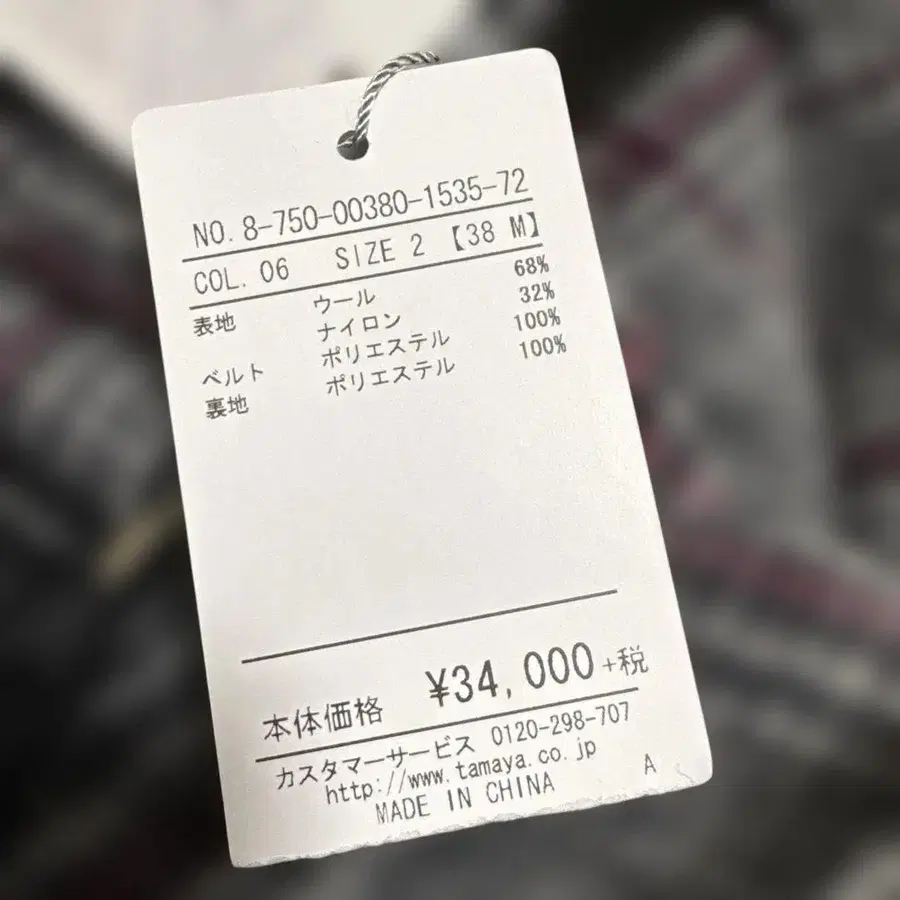 NO. 8-750-00380-1535-72
COL. 06 SIZE 2 【38 M】
表地 ウール 68%
ナイロン 32%
ベルト ポリエステル 100%
裏地 ポリエステル 100%
本体価格 ¥34,000+税
カスタマーサービス 0120-298-707
http://www.tamaya.co.jp
MADE IN CHINA A